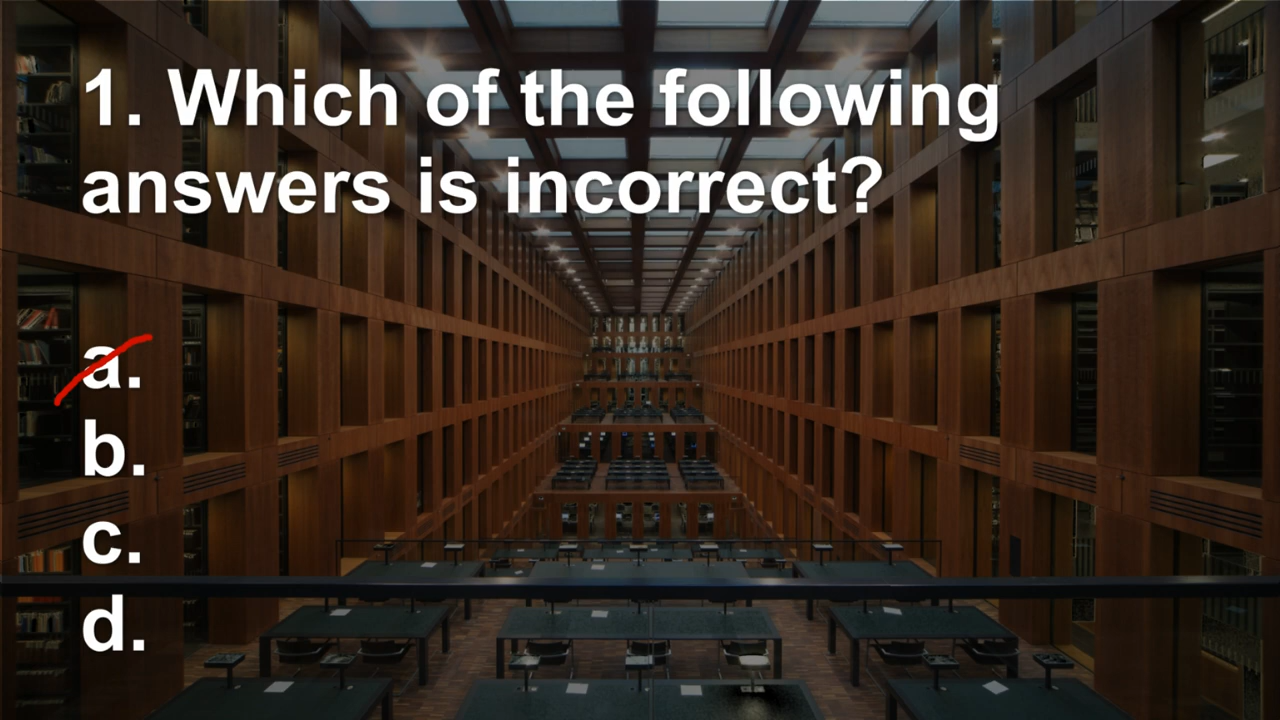 1. Which of the following
answers is incorrect?
a.
b.
c.
d.